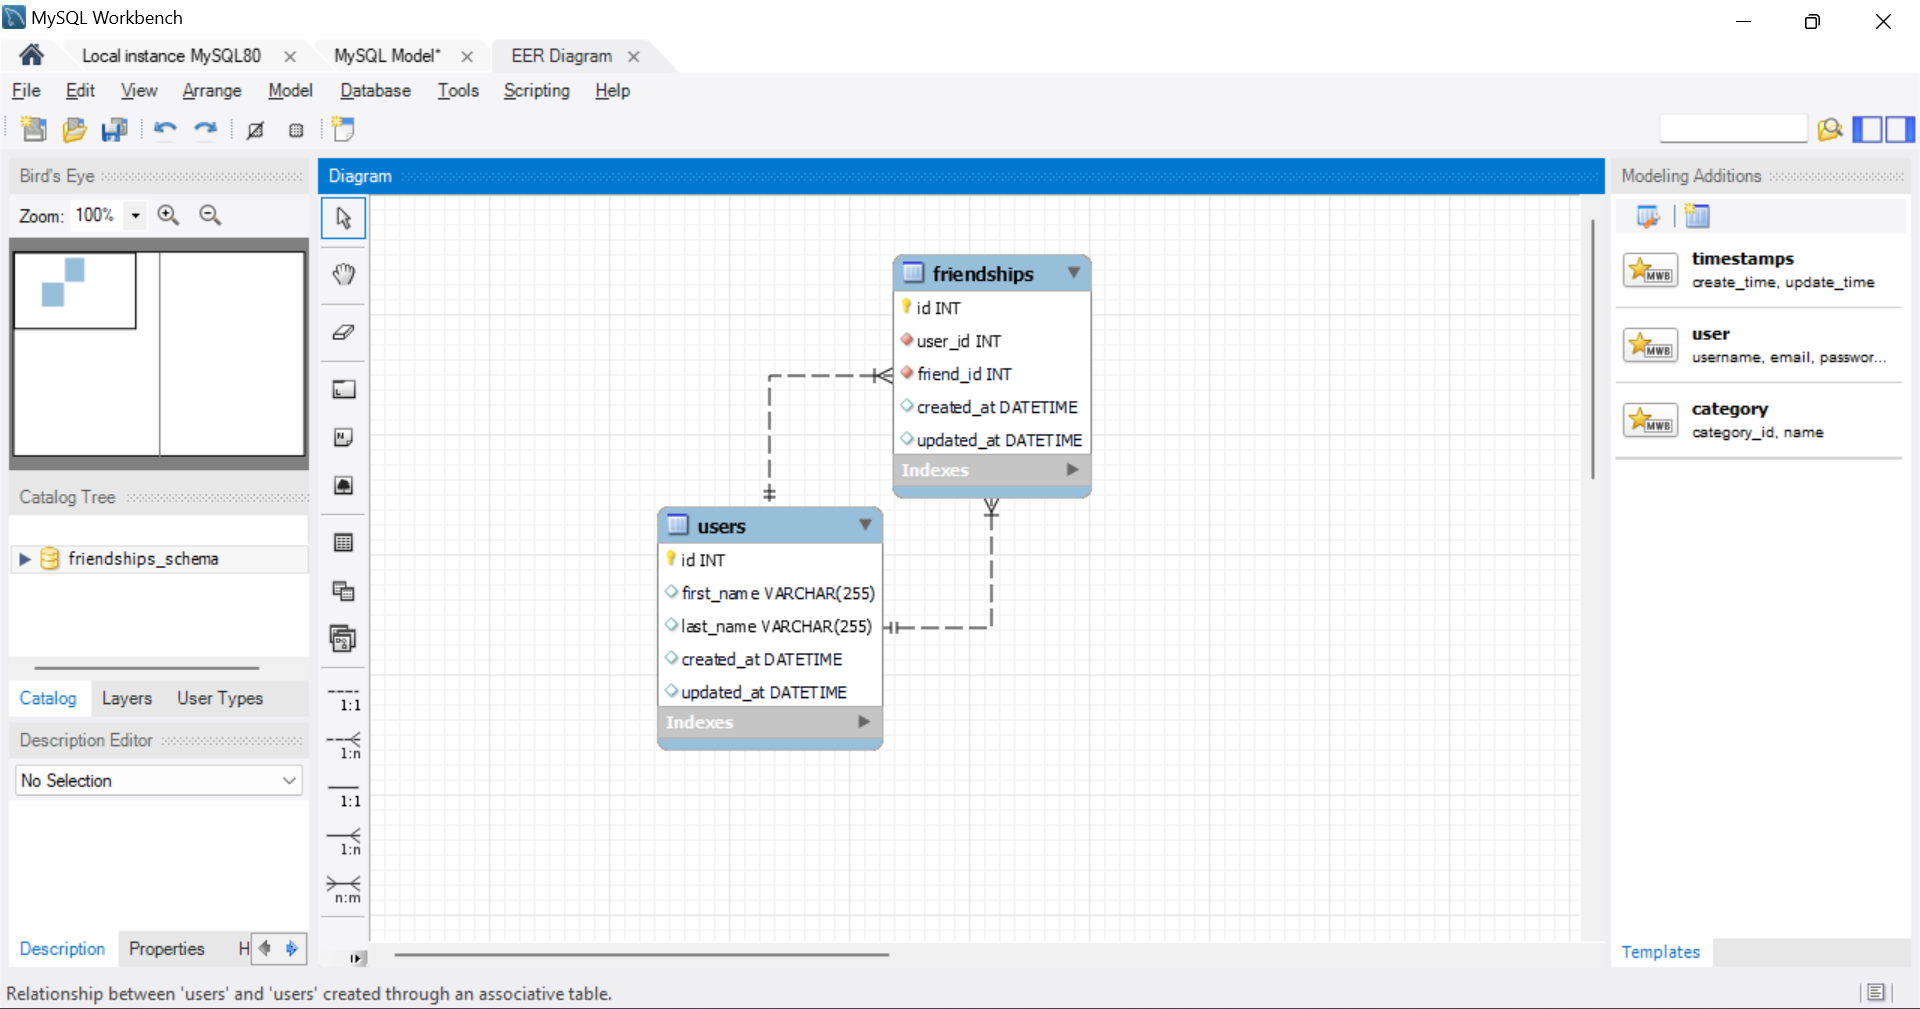 MySQL Workbench
Local instance MySQL80
MySQL Model*
EER Diagram
File Edit View Arrange Model Database Tools Scripting Help
Bird's Eye
Zoom: 100%
Catalog Tree
friendships_schema
Catalog Layers User Types
Description Editor
No Selection
Description Properties H
Diagram
1:1
1:n
1:1
1:n
n:m
friendships
id INT
user_id INT
friend_id INT
created_at DATETIME
updated_at DATETIME
Indexes
users
id INT
first_name VARCHAR(255)
last_name VARCHAR(255)
created_at DATETIME
updated_at DATETIME
Indexes
Modeling Additions
MWB
timestamps
create_time, update_time
MWB
user
username, email, passwor...
MWB
category
category_id, name
Templates
Relationship between 'users' and 'users' created through an associative table.